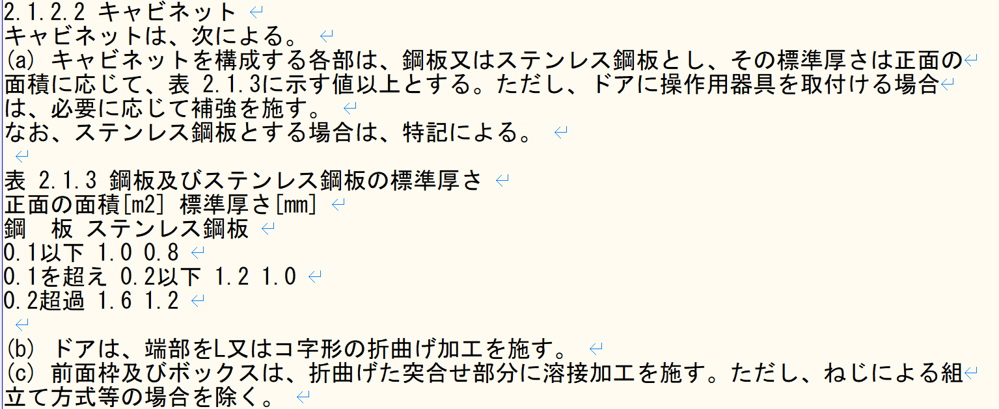 2.1.2.2 キャビネット
キャビネットは、次による。
(a) キャビネットを構成する各部は、鋼板又はステンレス鋼板とし、その標準厚さは正面の
面積に応じて、表 2.1.3に示す値以上とする。ただし、ドアに操作用器具を取付ける場合
は、必要に応じて補強を施す。
なお、ステンレス鋼板とする場合は、特記による。
表 2.1.3 鋼板及びステンレス鋼板の標準厚さ
正面の面積[m2] 標準厚さ[mm]
鋼　板 ステンレス鋼板
0.1以下 1.0 0.8
0.1を超え 0.2以下 1.2 1.0
0.2超過 1.6 1.2
(b) ドアは、端部をL又はコ字形の折曲げ加工を施す。
(c) 前面枠及びボックスは、折曲げた突合せ部分に溶接加工を施す。ただし、ねじによる組
立て方式等の場合を除く。